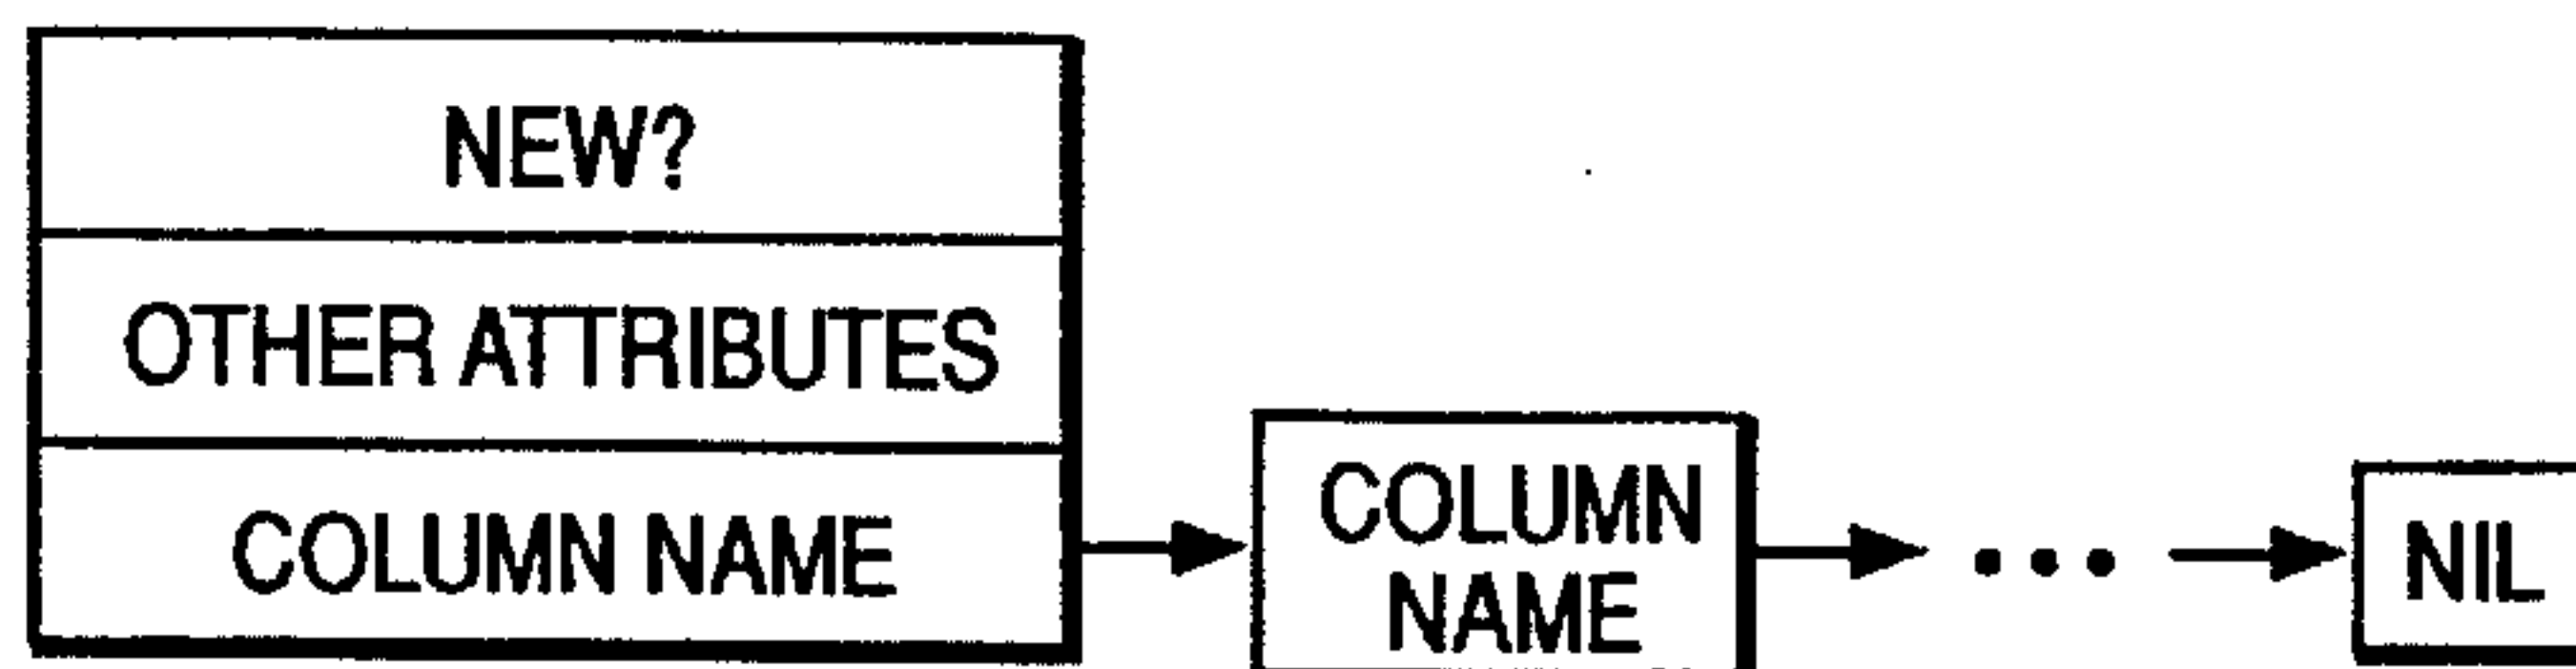 NEW?
OTHER ATTRIBUTES
COLUMN NAME
COLUMN
NAME
• • •
NIL